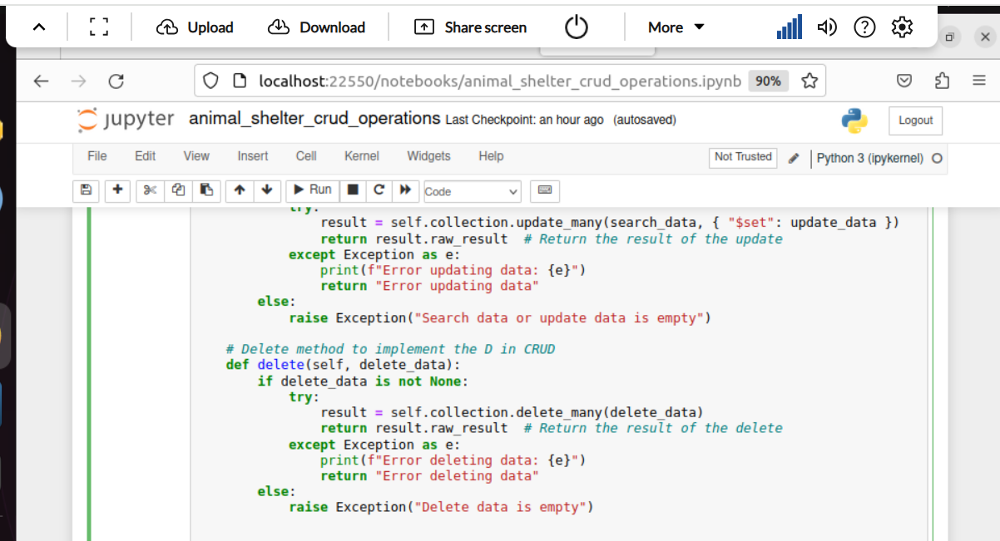 Upload Download Share screen More
localhost:22550/notebooks/animal_shelter_crud_operations.ipynb 90%
jupyter animal_shelter_crud_operations Last Checkpoint: an hour ago (autosaved) Logout
File Edit View Insert Cell Kernel Widgets Help Not Trusted Python 3 (ipykernel)
Run Code
try:
result = self.collection.update_many(search_data, { "$set": update_data })
return result.raw_result # Return the result of the update
except Exception as e:
print(f"Error updating data: {e}")
return "Error updating data"
else:
raise Exception("Search data or update data is empty")
# Delete method to implement the D in CRUD
def delete(self, delete_data):
if delete_data is not None:
try:
result = self.collection.delete_many(delete_data)
return result.raw_result # Return the result of the delete
except Exception as e:
print(f"Error deleting data: {e}")
return "Error deleting data"
else:
raise Exception("Delete data is empty")